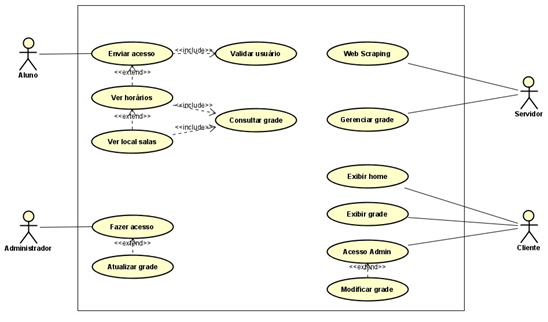 Enviar acesso
<<include>>
Validar usuário
Web Scraping
Aluno
<<extend>>
Ver horários
<<include>>
Consultar grade
Gerenciar grade
Servidor
<<extend>>
<<include>>
Ver local salas
Exibir home
Exibir grade
Fazer acesso
Administrador
Cliente
<<extend>>
Acesso Admin
Atualizar grade
<<extend>>
Modificar grade